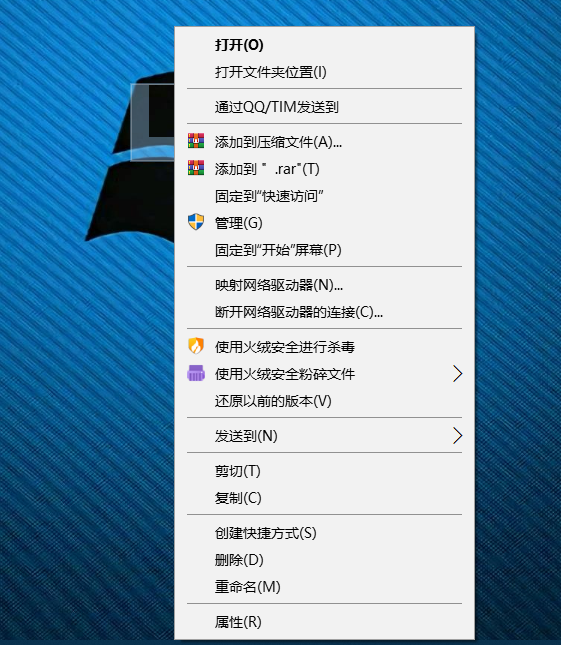 打开(O)
打开文件夹位置(I)
通过QQ/TIM发送到
添加到压缩文件(A)...
添加到 "  .rar"(T)
固定到“快速访问”
管理(G)
固定到“开始”屏幕(P)
映射网络驱动器(N)...
断开网络驱动器的连接(C)...
使用火绒安全进行杀毒
使用火绒安全粉碎文件
还原以前的版本(V)
发送到(N)
剪切(T)
复制(C)
创建快捷方式(S)
删除(D)
重命名(M)
属性(R)